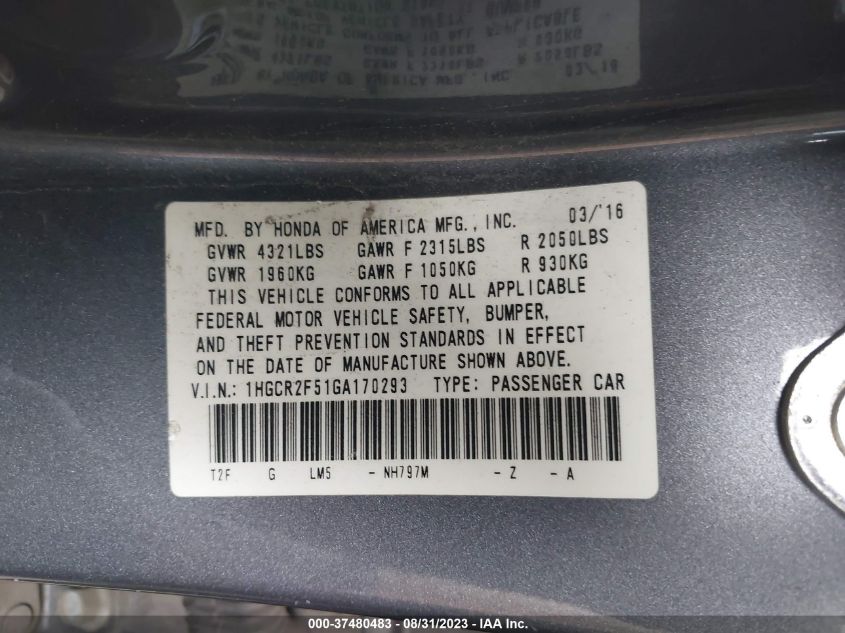 MFD. BY HONDA OF AMERICA MFG., INC. 03/'16
GVWR 4321LBS GAWR F 2315LBS R 2050LBS
GVWR 1960KG GAWR F 1050KG R 930KG
THIS VEHICLE CONFORMS TO ALL APPLICABLE
FEDERAL MOTOR VEHICLE SAFETY, BUMPER,
AND THEFT PREVENTION STANDARDS IN EFFECT
ON THE DATE OF MANUFACTURE SHOWN ABOVE.
V.I.N.: 1HGCR2F51GA170293 TYPE: PASSENGER CAR
T2F G LM5 - NH797M - Z - A
000-37480483 - 08/31/2023 - IAA Inc.